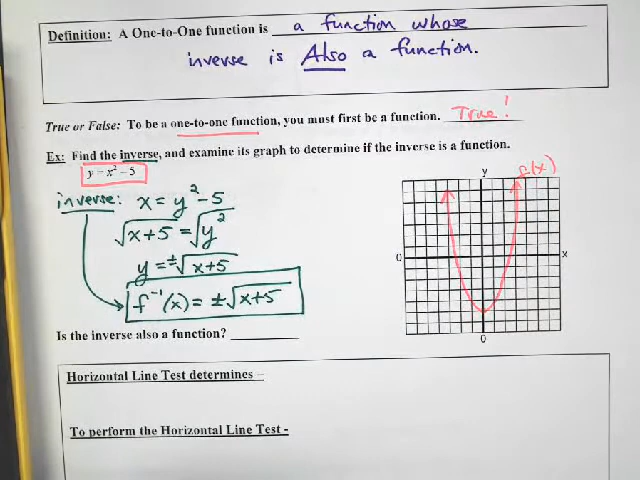 Definition: A One-to-One function is a function whose
inverse is Also a function.
True or False: To be a one-to-one function, you must first be a function. True!
Ex: Find the inverse, and examine its graph to determine if the inverse is a function.
y = x² - 5
inverse: x = y² - 5
√x+5 = √y²
y = ±√x+5
f⁻¹(x) = ±√x+5
y
f(x)
0
x
0
Is the inverse also a function? ___________
Horizontal Line Test determines –
To perform the Horizontal Line Test -